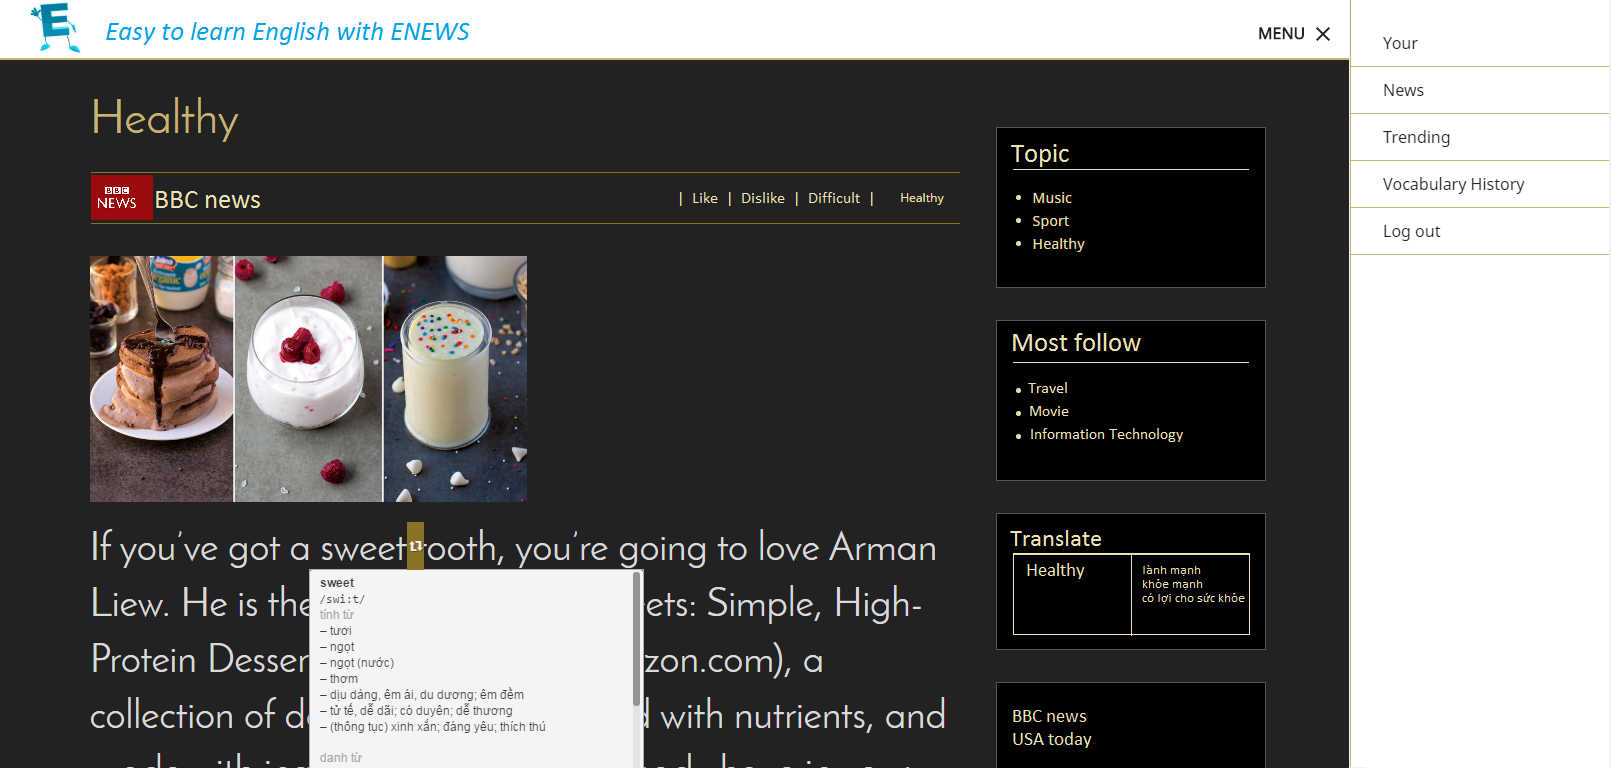 Easy to learn English with ENEWS
MENU
Your
News
Trending
Vocabulary History
Log out
Healthy
BBC
NEWS
BBC news
| Like | Dislike | Difficult |
Healthy
If you've got a sweet tooth, you're going to love Arman
Liew. He is the
ets: Simple, High-
Protein Desser
zon.com), a
collection of d
d with nutrients, and
sweet
/swi:t/
tính từ
– tươi
– ngọt
– ngọt (nước)
– thơm
– dịu dàng, êm ái, du dương; êm đềm
– tử tế, dễ dãi; có duyên; dễ thương
– (thông tục) xinh xắn; đáng yêu; thích thú
danh từ
Topic
Music
Sport
Healthy
Most follow
Travel
Movie
Information Technology
Translate
Healthy
lành mạnh
khỏe mạnh
có lợi cho sức khỏe
BBC news
USA today